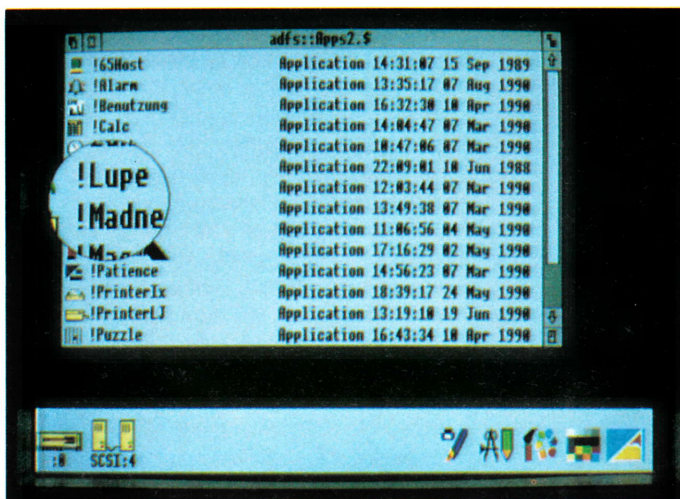 adfs::Apps2.$
!65Host Application 14:31:07 15 Sep 1989
!Alarm Application 13:35:17 07 Aug 1990
!Benutzung Application 16:32:30 10 Apr 1990
!Calc Application 14:04:47 07 Mar 1990
Application 10:47:06 07 Mar 1990
!Lupe Application 22:09:01 10 Jun 1988
Application 12:03:44 07 Mar 1990
!Madne Application 13:49:38 07 Mar 1990
Application 11:06:56 04 May 1990
Application 17:16:29 02 May 1990
!Patience Application 14:56:23 07 Mar 1990
!PrinterIx Application 18:39:17 24 May 1990
!PrinterLJ Application 13:19:10 19 Jun 1990
!Puzzle Application 16:43:34 10 Apr 1990
:0 SCSI:4